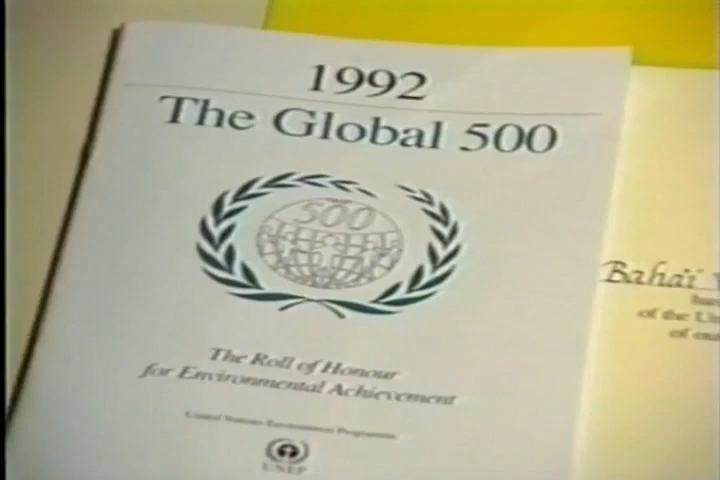 1992
The Global 500
500
The Roll of Honour
for Environmental Achievement
United Nations Environment Programme
UNEP
Bahá'í
of the
of